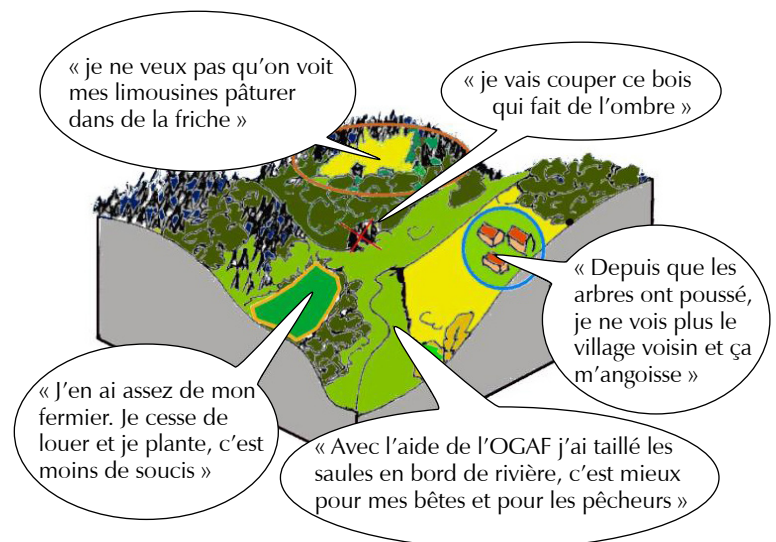 « je ne veux pas qu’on voit
mes limousines pâturer
dans de la friche »
« je vais couper ce bois
qui fait de l’ombre »
« Depuis que les
arbres ont poussé,
je ne vois plus le
village voisin et ça
m’angoisse »
« J’en ai assez de mon
fermier. Je cesse de
louer et je plante, c’est
moins de soucis »
« Avec l’aide de l’OGAF j’ai taillé les
saules en bord de rivière, c’est mieux
pour mes bêtes et pour les pêcheurs »